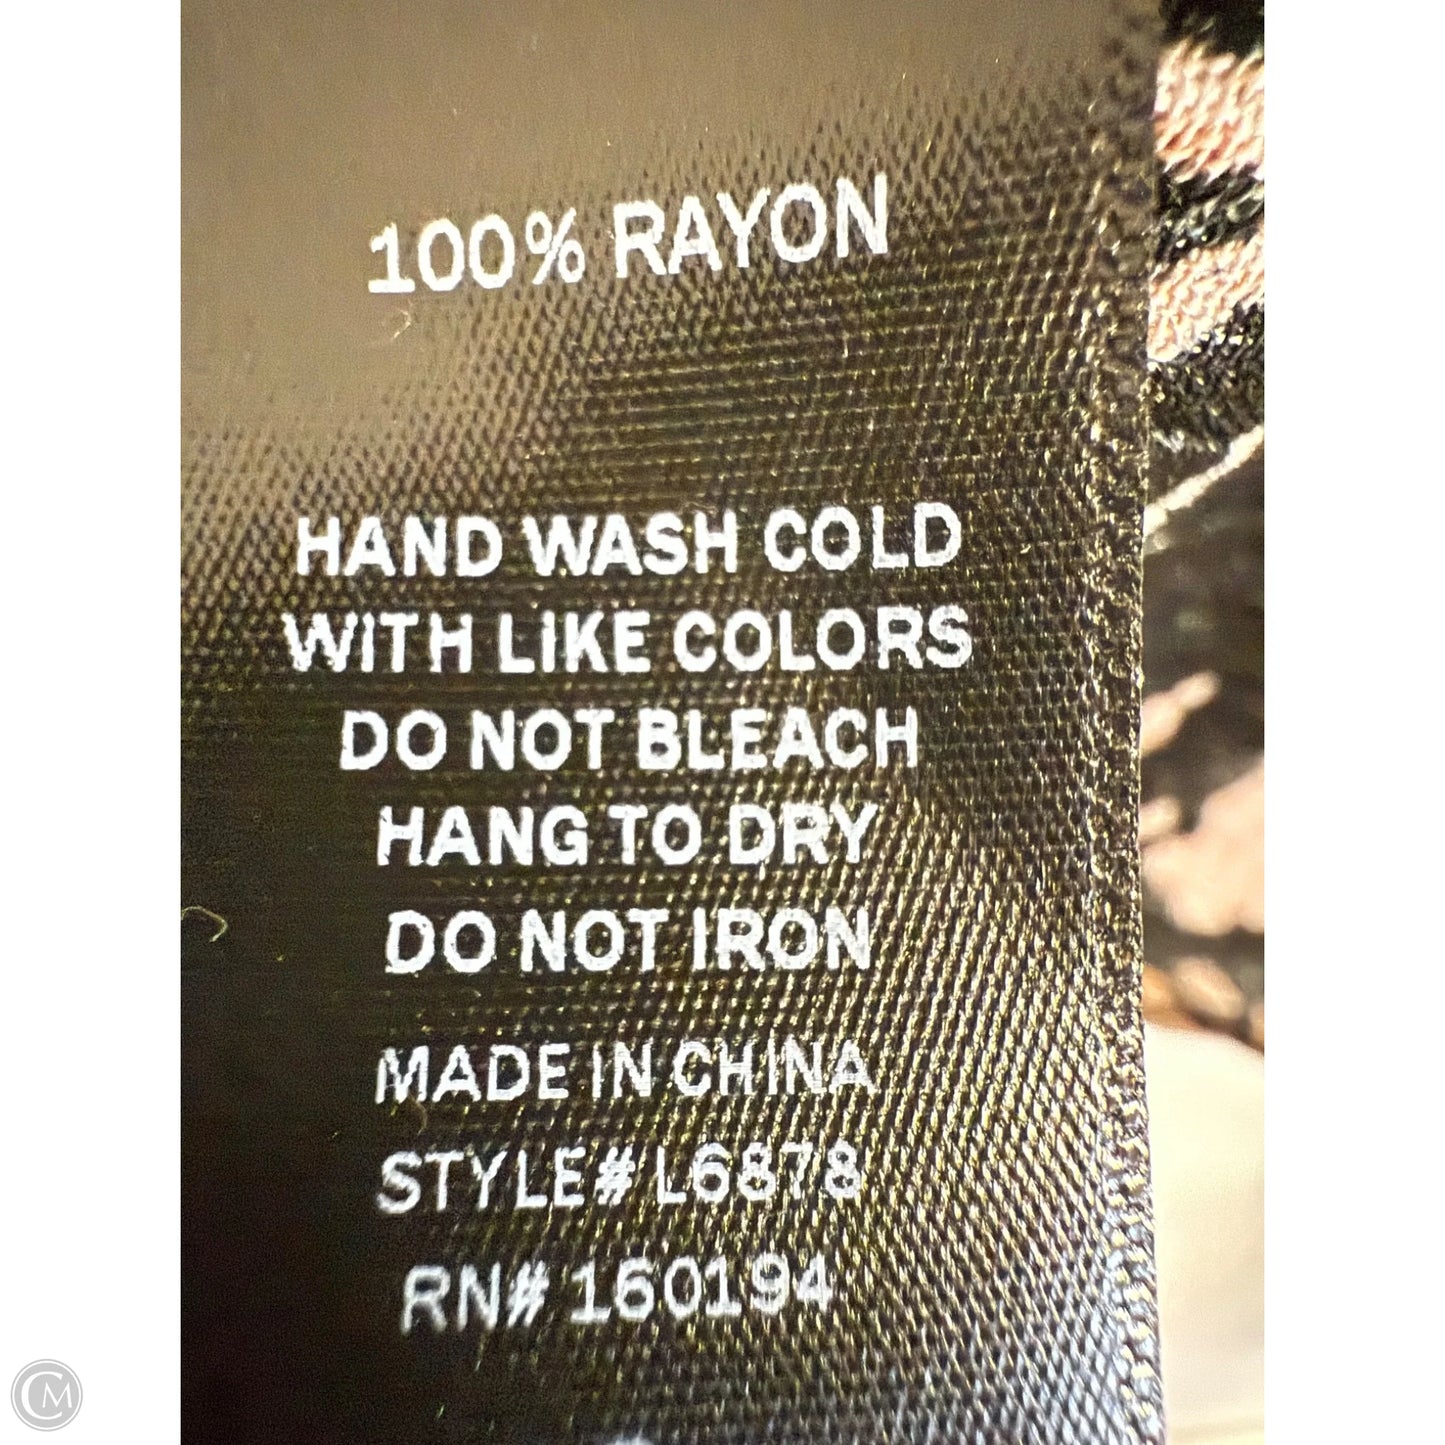 100% RAYON
HAND WASH COLD
WITH LIKE COLORS
DO NOT BLEACH
HANG TO DRY
DO NOT IRON
MADE IN CHINA
STYLE# L6878
RN# 160194
CM